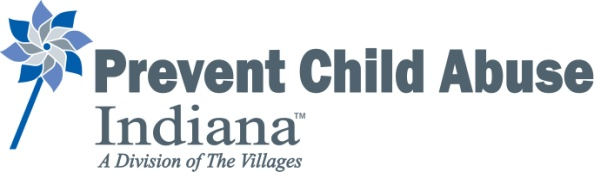 Prevent Child Abuse
Indiana™
A Division of The Villages